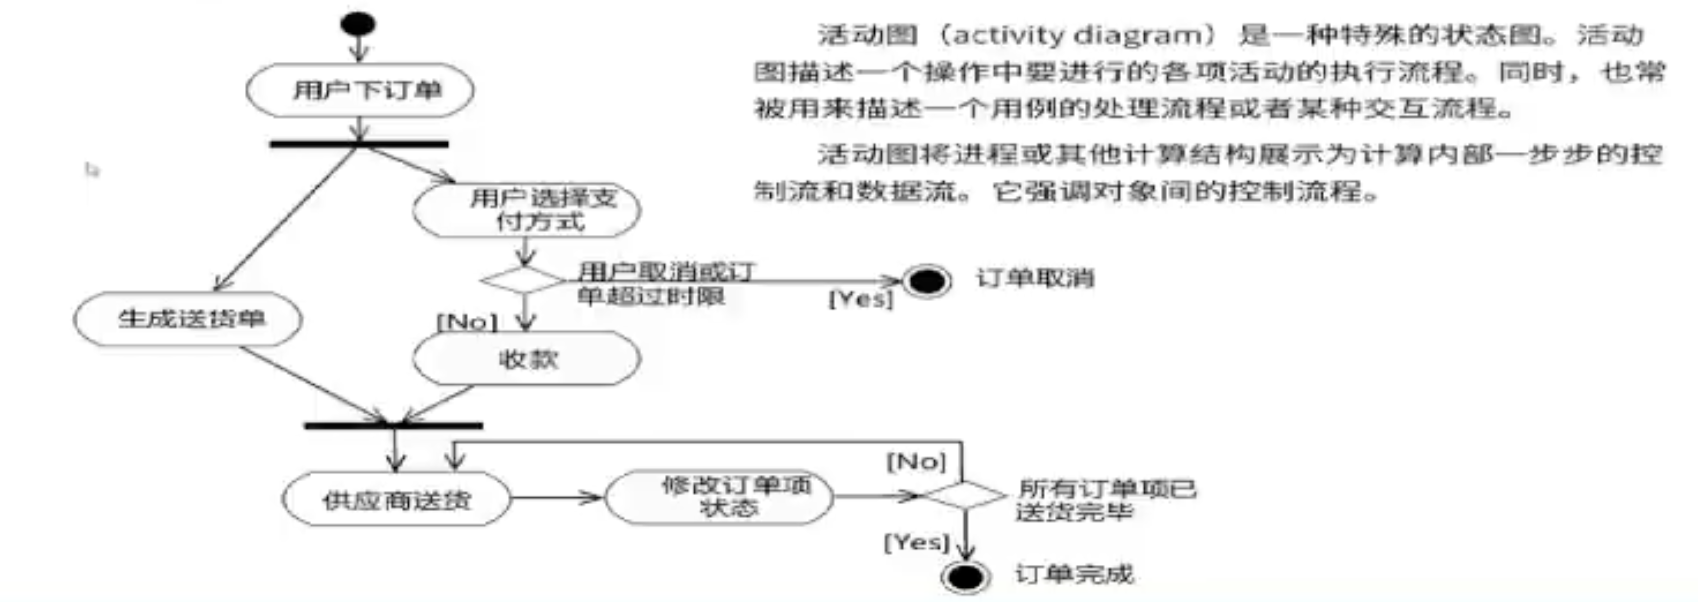 活动图（activity diagram）是一种特殊的状态图。活动
图描述一个操作中要进行的各项活动的执行流程。同时，也常
被用来描述一个用例的处理流程或者某种交互流程。
活动图将进程或其他计算结构展示为计算内部一步步的控
制流和数据流。它强调对象间的控制流程。
用户下订单
用户选择支
付方式
用户取消或订
单超过时限
[Yes]
订单取消
生成送货单
[No]
收款
供应商送货
修改订单项
状态
[No]
所有订单项已
送货完毕
[Yes]
订单完成